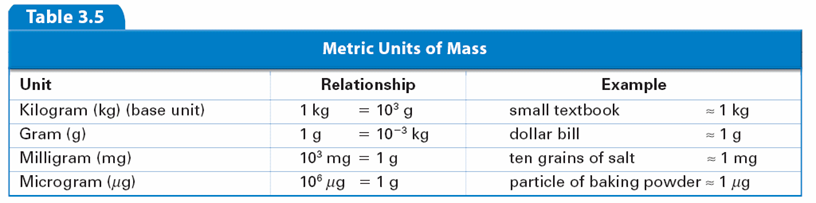 Table 3.5
Metric Units of Mass
Unit Relationship Example
Kilogram (kg) (base unit) 1 kg = 10³ g small textbook ≈ 1 kg
Gram (g) 1 g = 10⁻³ kg dollar bill ≈ 1 g
Milligram (mg) 10³ mg = 1 g ten grains of salt ≈ 1 mg
Microgram (µg) 10⁶ µg = 1 g particle of baking powder ≈ 1 µg